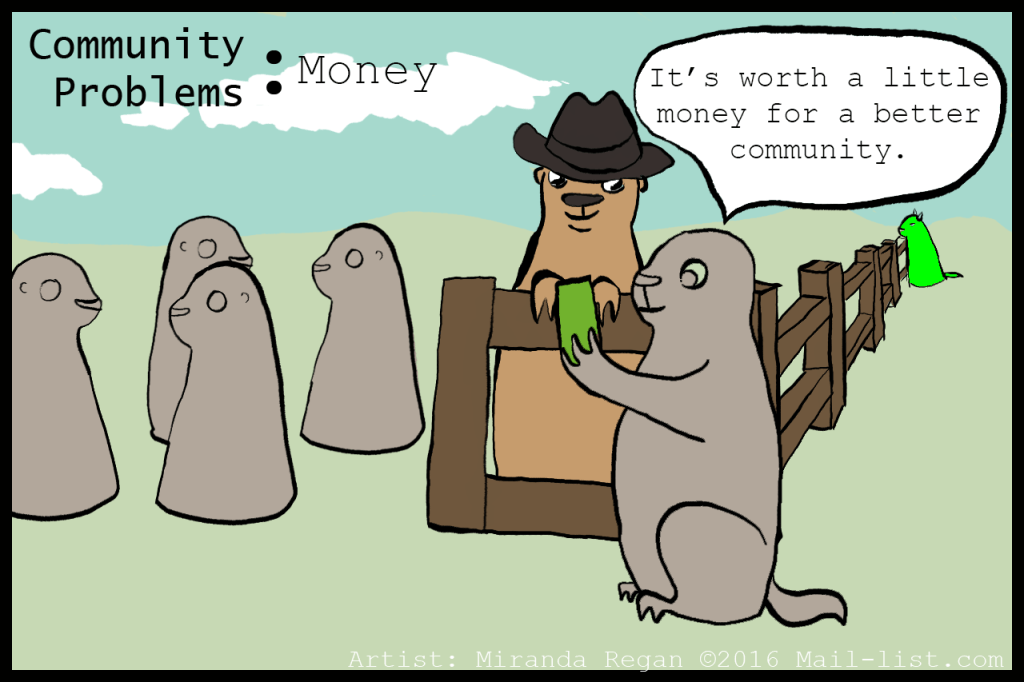 Community
Problems : Money
It's worth a little
money for a better
community.
Artist: Miranda Regan ©2016 Mail-list.com